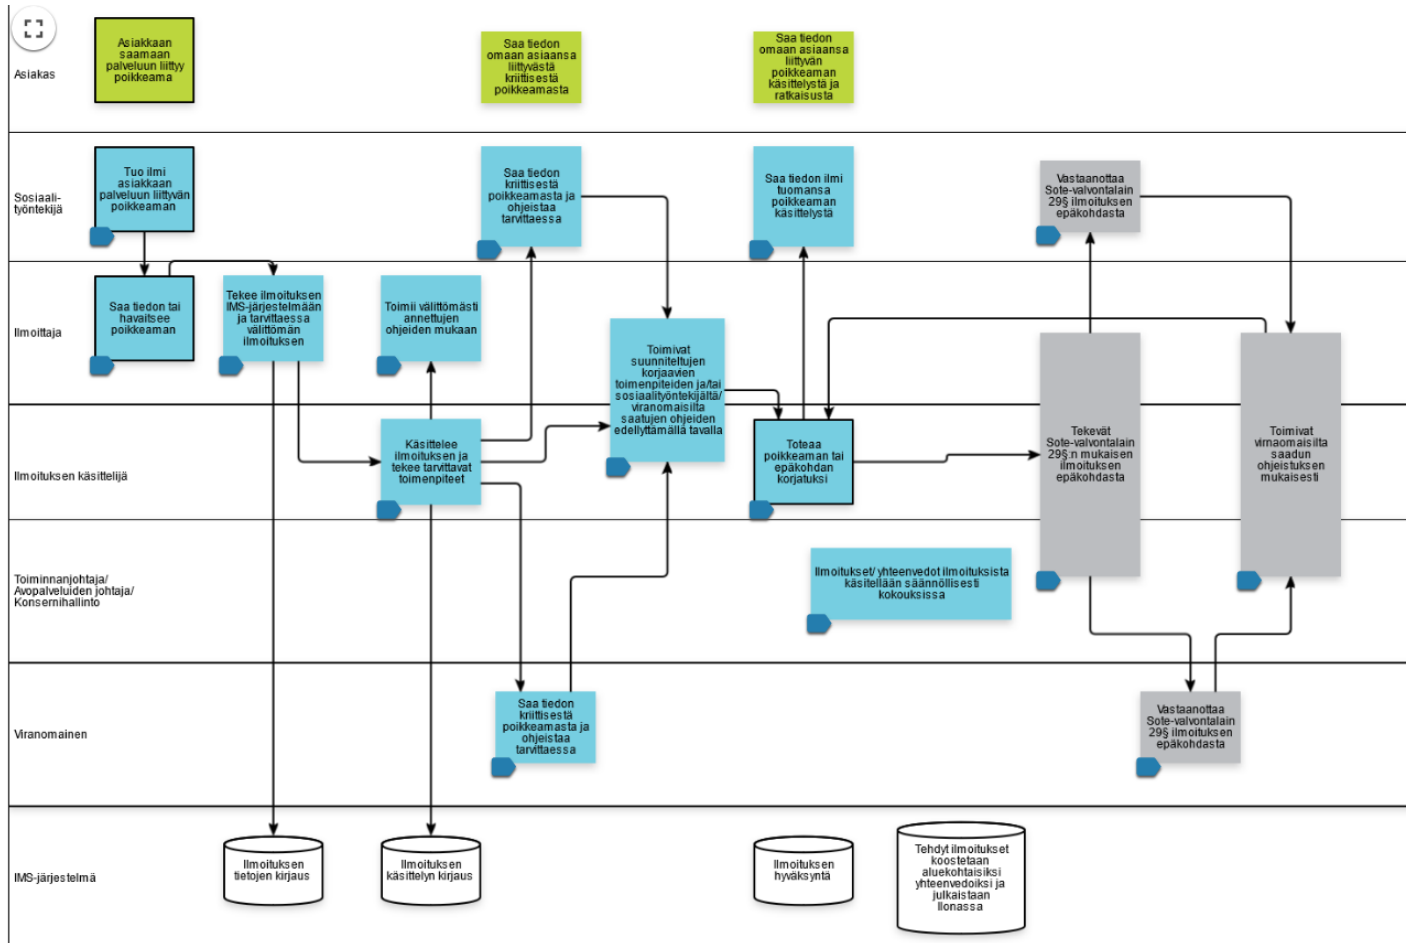 Asiakas
Asiakkaan
saamaan
palveluun liittyy
poikkeama
Saa tiedon
omaan asiaansa
liittyvästä
kriittisestä
poikkeamasta
Saa tiedon
omaan asiaansa
liittyvän
poikkeaman
käsittelystä ja
ratkaisusta
Sosiaali-
työntekijä
Tuo ilmi
asiakkaan
palveluun liittyvän
poikkeaman
Saa tiedon
kriittisestä
poikkeamasta ja
ohjeistaa
tarvittaessa
Saa tiedon ilmi
tuomansa
poikkeaman
käsittelystä
Vastaanottaa
Sote-valvontalain
29§ ilmoituksen
epäkohdasta
Ilmoittaja
Saa tiedon tai
havaitsee
poikkeaman
Tekee ilmoituksen
IMS-järjestelmään
ja tarvittaessa
välittömän
ilmoituksen
Toimii välittömästi
annettujen
ohjeiden mukaan
Toimivat
suunniteltujen
korjaavien
toimenpiteiden ja/tai
sosiaalityöntekijältä/
viranomaisilta
saatujen ohjeiden
edellyttämällä tavalla
Ilmoituksen käsittelijä
Käsittelee
ilmoituksen ja
tekee tarvittavat
toimenpiteet
Toteaa
poikkeaman tai
epäkohdan
korjatuksi
Tekevät
Sote-valvontalain
29§:n mukaisen
ilmoituksen
epäkohdasta
Toimivat
virnaomaisilta
saadun
ohjeistuksen
mukaisesti
Toiminnanjohtaja/
Avopalveluiden johtaja/
Konsernihallinto
Ilmoitukset/ yhteenvedot ilmoituksista
käsitellään säännöllisesti
kokouksissa
Viranomainen
Saa tiedon
kriittisestä
poikkeamasta ja
ohjeistaa
tarvittaessa
Vastaanottaa
Sote-valvontalain
29§ ilmoituksen
epäkohdasta
IMS-järjestelmä
Ilmoituksen
tietojen kirjaus
Ilmoituksen
käsittelyn kirjaus
Ilmoituksen
hyväksyntä
Tehdyt ilmoitukset
koostetaan
aluekohtaisiksi
yhteenvedoiksi ja
julkaistaan
Ilonassa